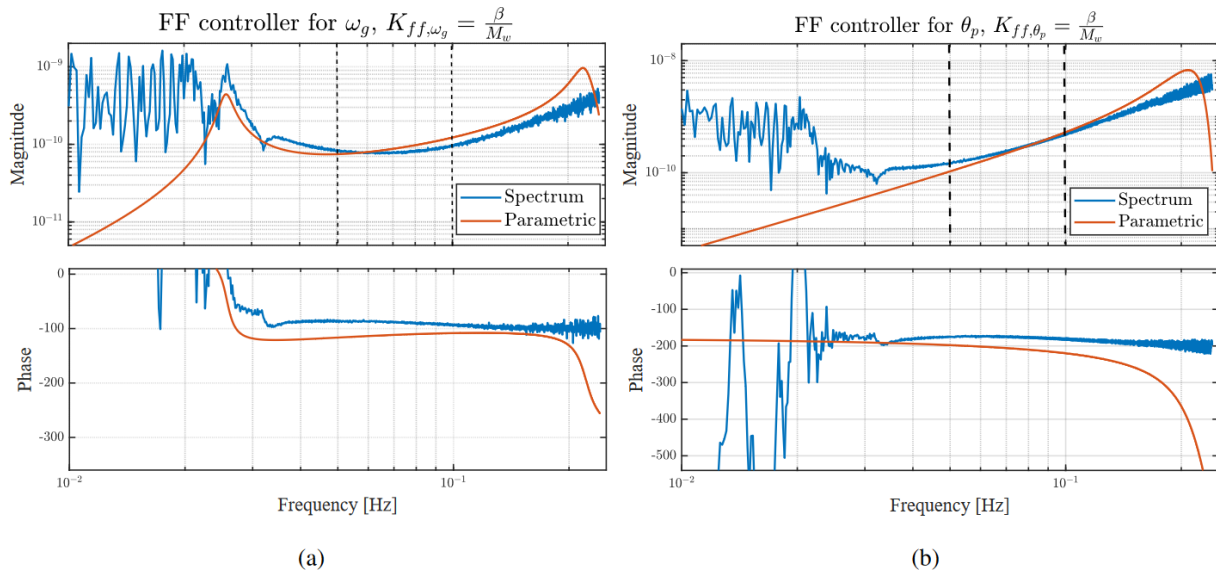 FF controller for ω_g, K_{ff,ω_g} = β/M_w
Magnitude
10^-9
10^-10
10^-11
Spectrum
Parametric
Phase
0
-100
-200
-300
10^-2
10^-1
Frequency [Hz]
(a)
FF controller for θ_p, K_{ff,θ_p} = β/M_w
Magnitude
10^-8
10^-10
Spectrum
Parametric
Phase
0
-100
-200
-300
-400
-500
10^-2
10^-1
Frequency [Hz]
(b)